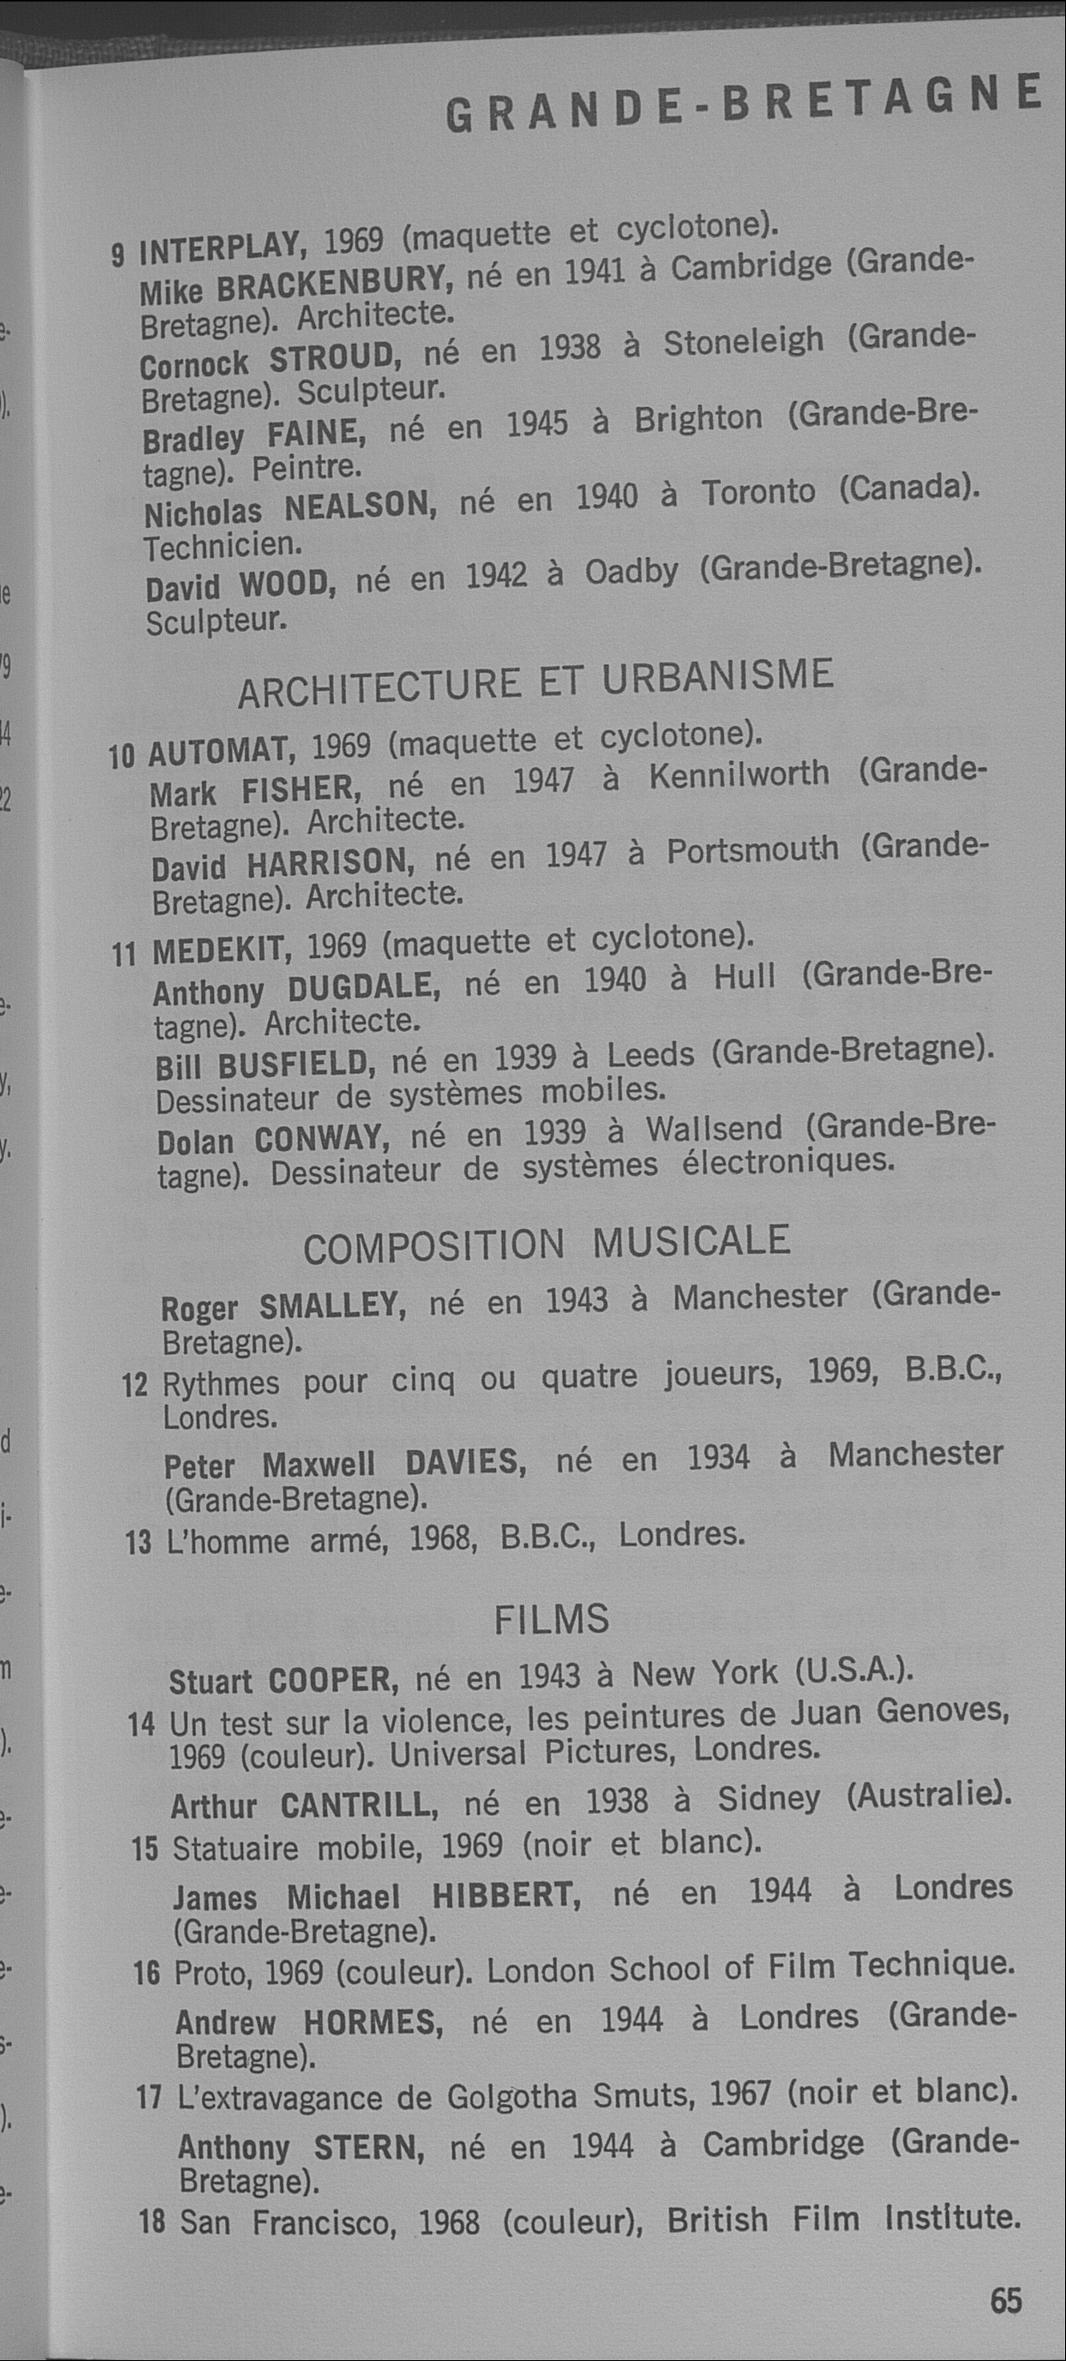 GRANDE-BRETAGNE
9 INTERPLAY, 1969 (maquette et cyclotone).
Mike BRACKENBURY, né en 1941 à Cambridge (Grande-
Bretagne). Architecte.
Cornock STROUD, né en 1938 à Stoneleigh (Grande-
Bretagne). Sculpteur.
Bradley FAINE, né en 1945 à Brighton (Grande-Bre-
tagne). Peintre.
Nicholas NEALSON, né en 1940 à Toronto (Canada).
Technicien.
David WOOD, né en 1942 à Oadby (Grande-Bretagne).
Sculpteur.
ARCHITECTURE ET URBANISME
10 AUTOMAT, 1969 (maquette et cyclotone).
Mark FISHER, né en 1947 à Kennilworth (Grande-
Bretagne). Architecte.
David HARRISON, né en 1947 à Portsmouth (Grande-
Bretagne). Architecte.
11 MEDEKIT, 1969 (maquette et cyclotone).
Anthony DUGDALE, né en 1940 à Hull (Grande-Bre-
tagne). Architecte.
Bill BUSFIELD, né en 1939 à Leeds (Grande-Bretagne).
Dessinateur de systèmes mobiles.
Dolan CONWAY, né en 1939 à Wallsend (Grande-Bre-
tagne). Dessinateur de systèmes électroniques.
COMPOSITION MUSICALE
Roger SMALLEY, né en 1943 à Manchester (Grande-
Bretagne).
12 Rythmes pour cinq ou quatre joueurs, 1969, B.B.C.,
Londres.
Peter Maxwell DAVIES, né en 1934 à Manchester
(Grande-Bretagne).
13 L'homme armé, 1968, B.B.C., Londres.
FILMS
Stuart COOPER, né en 1943 à New York (U.S.A.).
14 Un test sur la violence, les peintures de Juan Genoves,
1969 (couleur). Universal Pictures, Londres.
Arthur CANTRILL, né en 1938 à Sidney (Australie).
15 Statuaire mobile, 1969 (noir et blanc).
James Michael HIBBERT, né en 1944 à Londres
(Grande-Bretagne).
16 Proto, 1969 (couleur). London School of Film Technique.
Andrew HORMES, né en 1944 à Londres (Grande-
Bretagne).
17 L'extravagance de Golgotha Smuts, 1967 (noir et blanc).
Anthony STERN, né en 1944 à Cambridge (Grande-
Bretagne).
18 San Francisco, 1968 (couleur), British Film Institute.
65